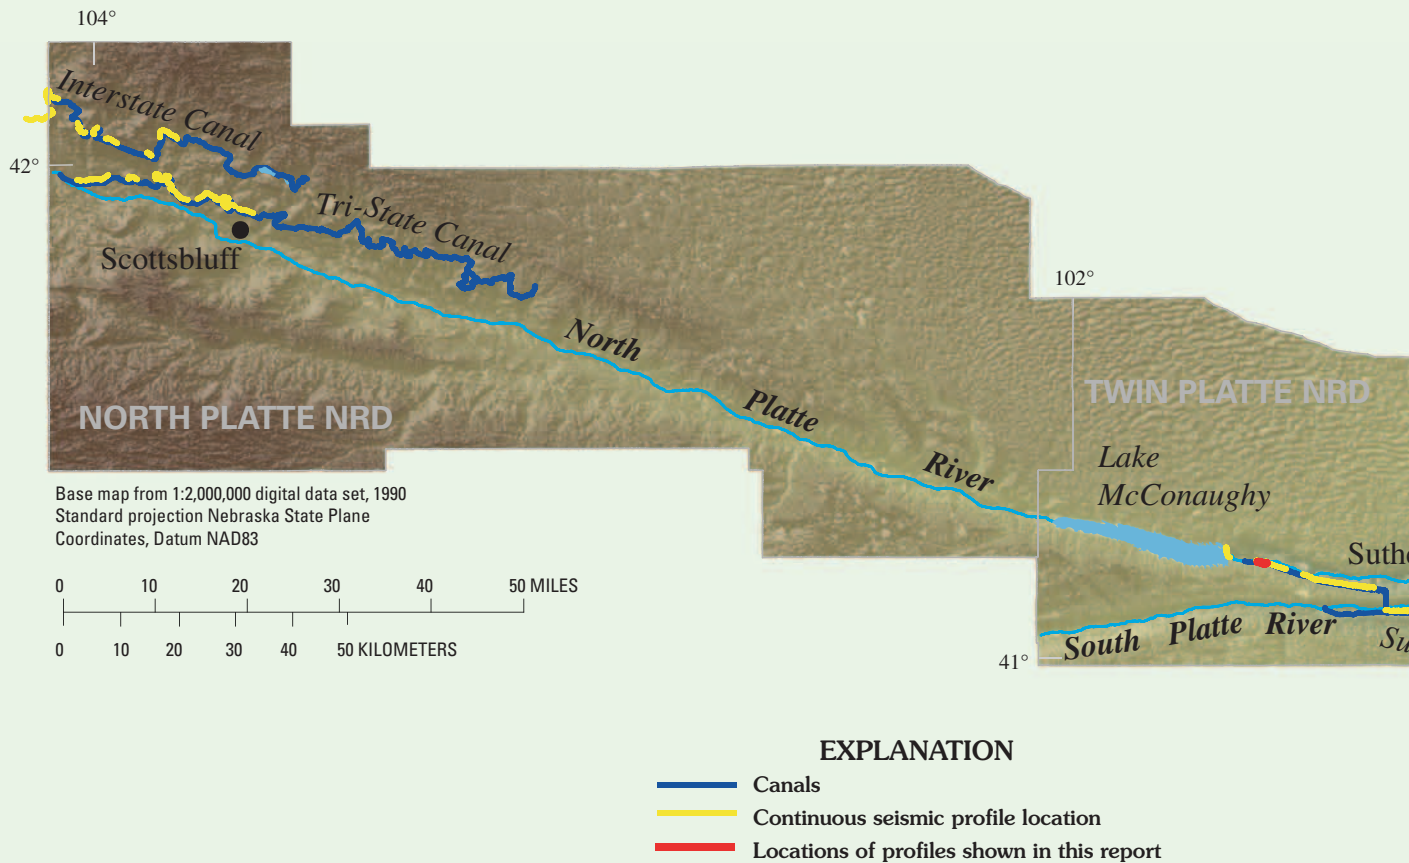 104°
Interstate Canal
42°
Tri-State Canal
Scottsbluff
102°
North Platte River
TWIN PLATTE NRD
NORTH PLATTE NRD
Lake
McConaughy
Base map from 1:2,000,000 digital data set, 1990
Standard projection Nebraska State Plane
Coordinates, Datum NAD83
Suthe
0 10 20 30 40 50 MILES
South Platte River
Su
0 10 20 30 40 50 KILOMETERS
41°
EXPLANATION
Canals
Continuous seismic profile location
Locations of profiles shown in this report